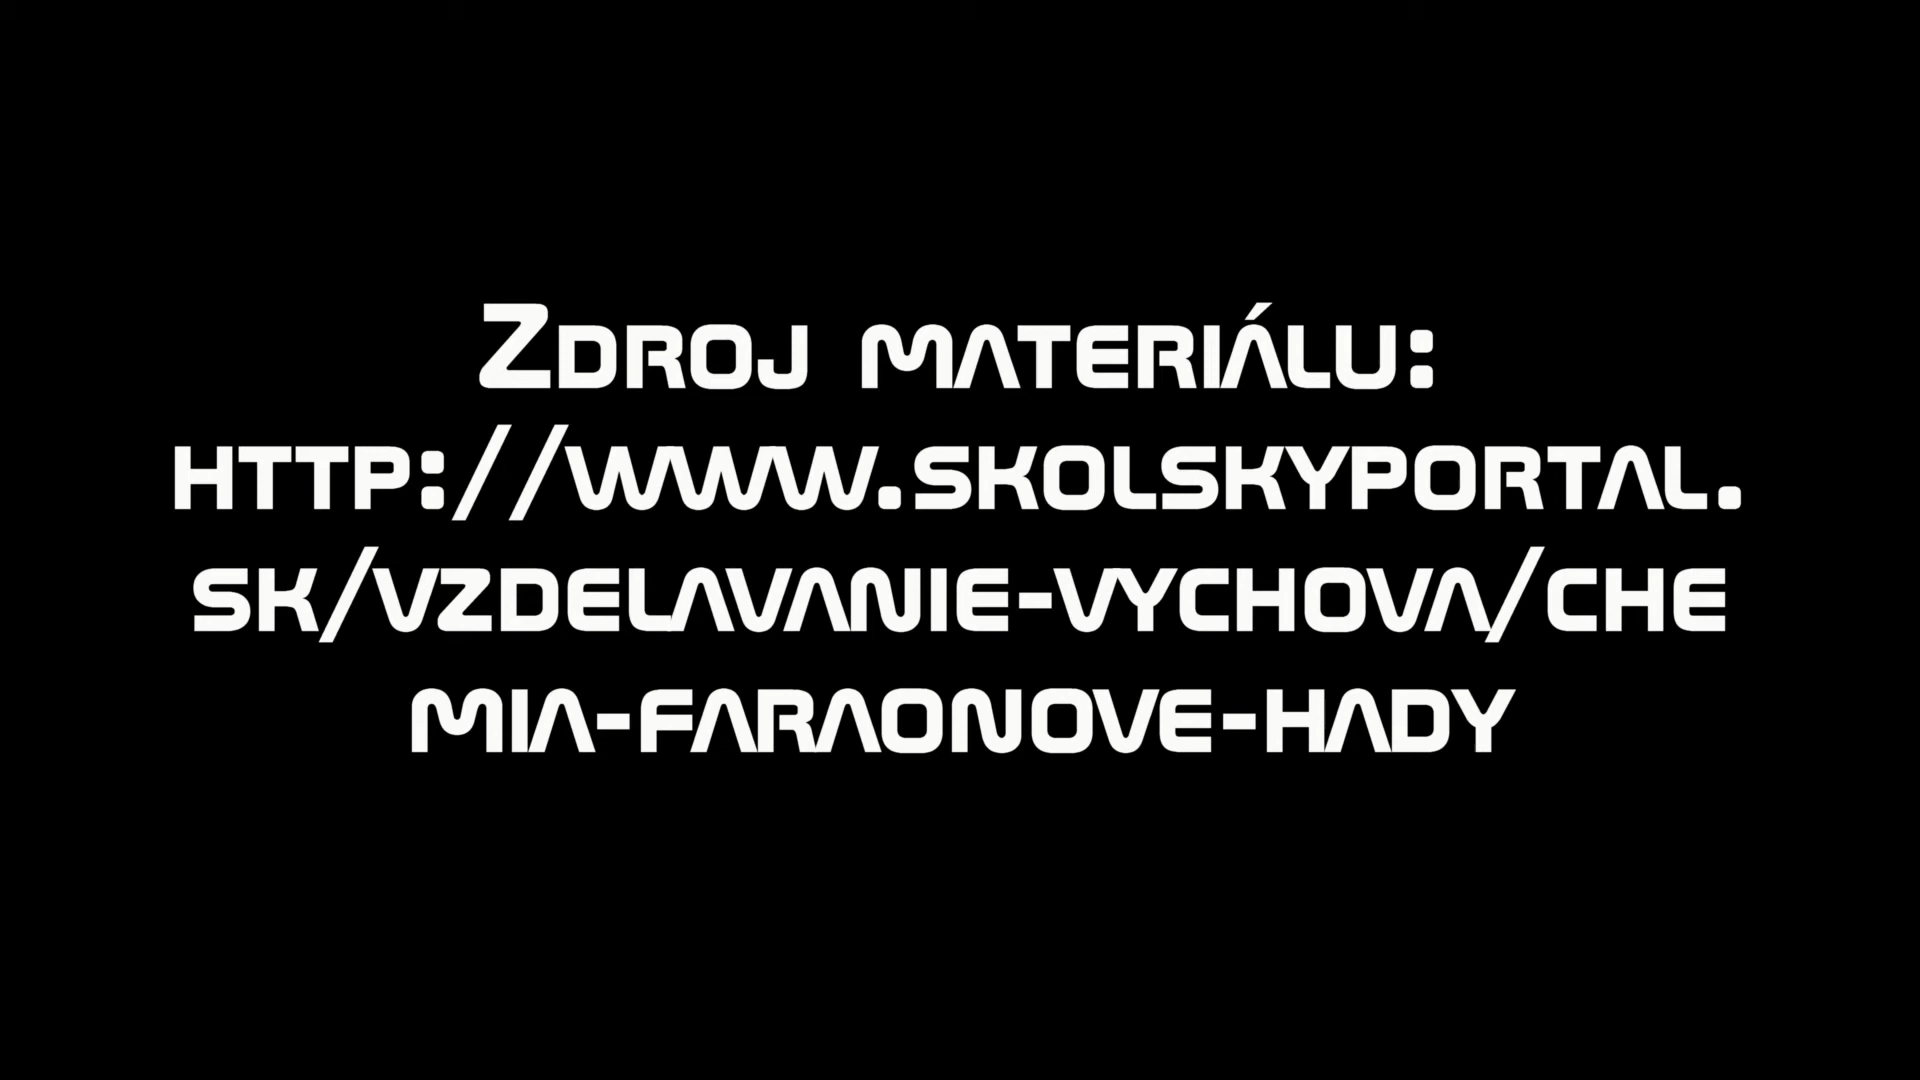 Zdroj materiálu:
http://www.skolskyportal.
sk/vzdelavanie-vychova/che
mia-faraonove-hady